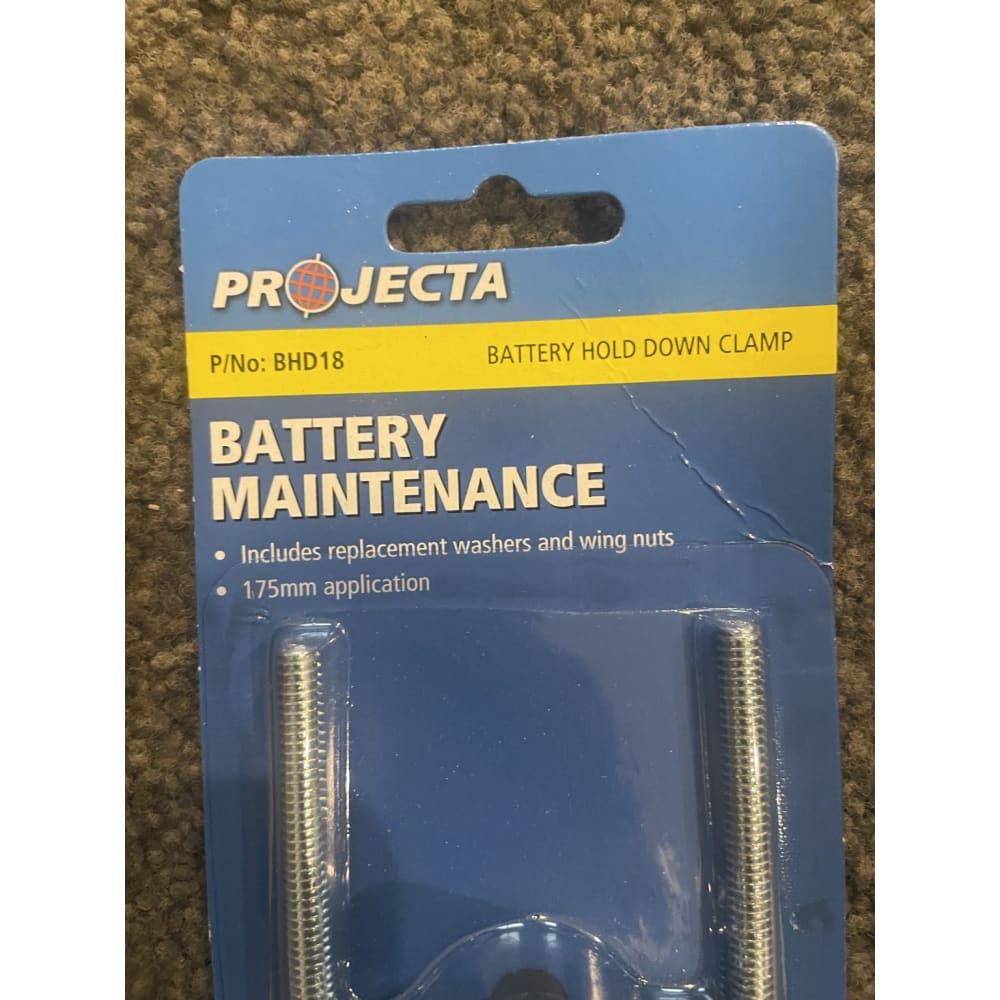 PROJECTA
P/No: BHD18
BATTERY HOLD DOWN CLAMP
BATTERY
MAINTENANCE
• Includes replacement washers and wing nuts
• 175mm application